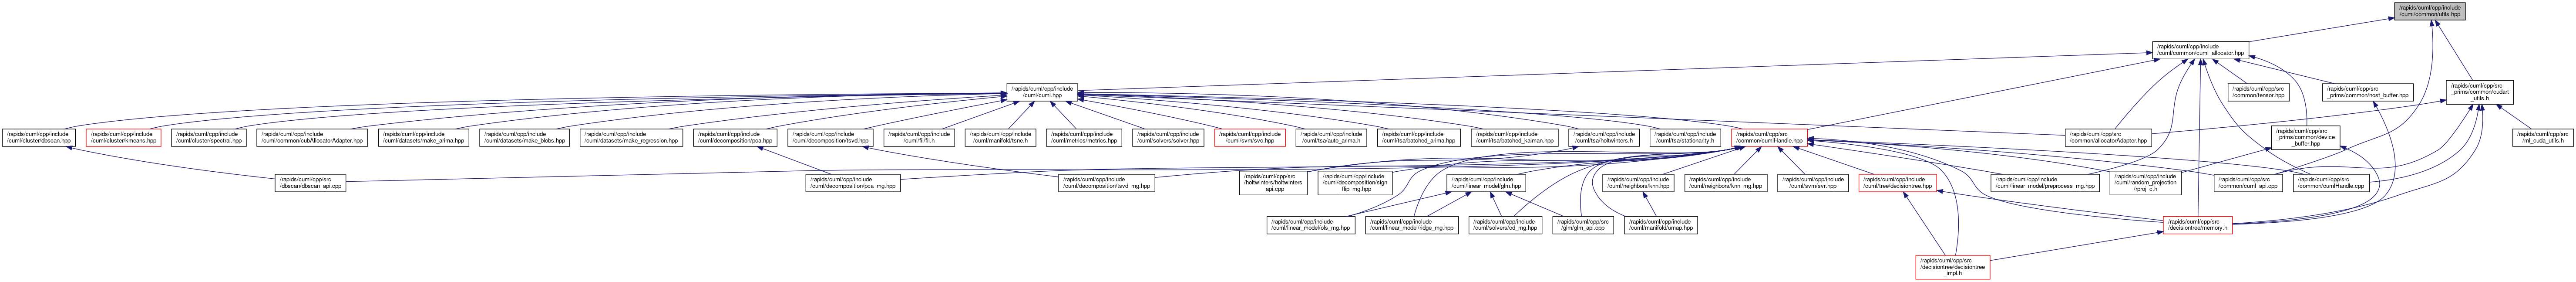 /rapids/cuml/cpp/include
/cuml/common/utils.hpp
/rapids/cuml/cpp/include
/cuml/common/cuml_allocator.hpp
/rapids/cuml/cpp/include
/cuml/cuml.hpp
/rapids/cuml/cpp/src
/common/tensor.hpp
/rapids/cuml/cpp/src
_prims/common/host_buffer.hpp
/rapids/cuml/cpp/src
_prims/common/cudart
_utils.h
/rapids/cuml/cpp/include
/cuml/cluster/dbscan.hpp
/rapids/cuml/cpp/include
/cuml/cluster/kmeans.hpp
/rapids/cuml/cpp/include
/cuml/cluster/spectral.hpp
/rapids/cuml/cpp/include
/cuml/common/cubAllocatorAdapter.hpp
/rapids/cuml/cpp/include
/cuml/datasets/make_arima.hpp
/rapids/cuml/cpp/include
/cuml/datasets/make_blobs.hpp
/rapids/cuml/cpp/include
/cuml/datasets/make_regression.hpp
/rapids/cuml/cpp/include
/cuml/decomposition/pca.hpp
/rapids/cuml/cpp/include
/cuml/decomposition/tsvd.hpp
/rapids/cuml/cpp/include
/cuml/fil/fil.h
/rapids/cuml/cpp/include
/cuml/manifold/tsne.h
/rapids/cuml/cpp/include
/cuml/metrics/metrics.hpp
/rapids/cuml/cpp/include
/cuml/solvers/solver.hpp
/rapids/cuml/cpp/include
/cuml/svm/svc.hpp
/rapids/cuml/cpp/include
/cuml/tsa/auto_arima.h
/rapids/cuml/cpp/include
/cuml/tsa/batched_arima.hpp
/rapids/cuml/cpp/include
/cuml/tsa/batched_kalman.hpp
/rapids/cuml/cpp/include
/cuml/tsa/holtwinters.h
/rapids/cuml/cpp/include
/cuml/tsa/stationarity.h
/rapids/cuml/cpp/src
/common/cumlHandle.hpp
/rapids/cuml/cpp/src
/common/allocatorAdapter.hpp
/rapids/cuml/cpp/src
_prims/common/device
_buffer.hpp
/rapids/cuml/cpp/src
/ml_cuda_utils.h
/rapids/cuml/cpp/src
/dbscan/dbscan_api.cpp
/rapids/cuml/cpp/include
/cuml/decomposition/pca_mg.hpp
/rapids/cuml/cpp/include
/cuml/decomposition/tsvd_mg.hpp
/rapids/cuml/cpp/src
/holtwinters/holtwinters
_api.cpp
/rapids/cuml/cpp/include
/cuml/decomposition/sign
_flip_mg.hpp
/rapids/cuml/cpp/include
/cuml/linear_model/glm.hpp
/rapids/cuml/cpp/include
/cuml/neighbors/knn.hpp
/rapids/cuml/cpp/include
/cuml/neighbors/knn_mg.hpp
/rapids/cuml/cpp/include
/cuml/svm/svr.hpp
/rapids/cuml/cpp/include
/cuml/tree/decisiontree.hpp
/rapids/cuml/cpp/include
/cuml/linear_model/preprocess_mg.hpp
/rapids/cuml/cpp/include
/cuml/random_projection
/rproj_c.h
/rapids/cuml/cpp/src
/common/cuml_api.cpp
/rapids/cuml/cpp/src
/common/cumlHandle.cpp
/rapids/cuml/cpp/include
/cuml/linear_model/ols_mg.hpp
/rapids/cuml/cpp/include
/cuml/linear_model/ridge_mg.hpp
/rapids/cuml/cpp/include
/cuml/solvers/cd_mg.hpp
/rapids/cuml/cpp/src
/glm/glm_api.cpp
/rapids/cuml/cpp/include
/cuml/manifold/umap.hpp
/rapids/cuml/cpp/src
/decisiontree/memory.h
/rapids/cuml/cpp/src
/decisiontree/decisiontree
_impl.h